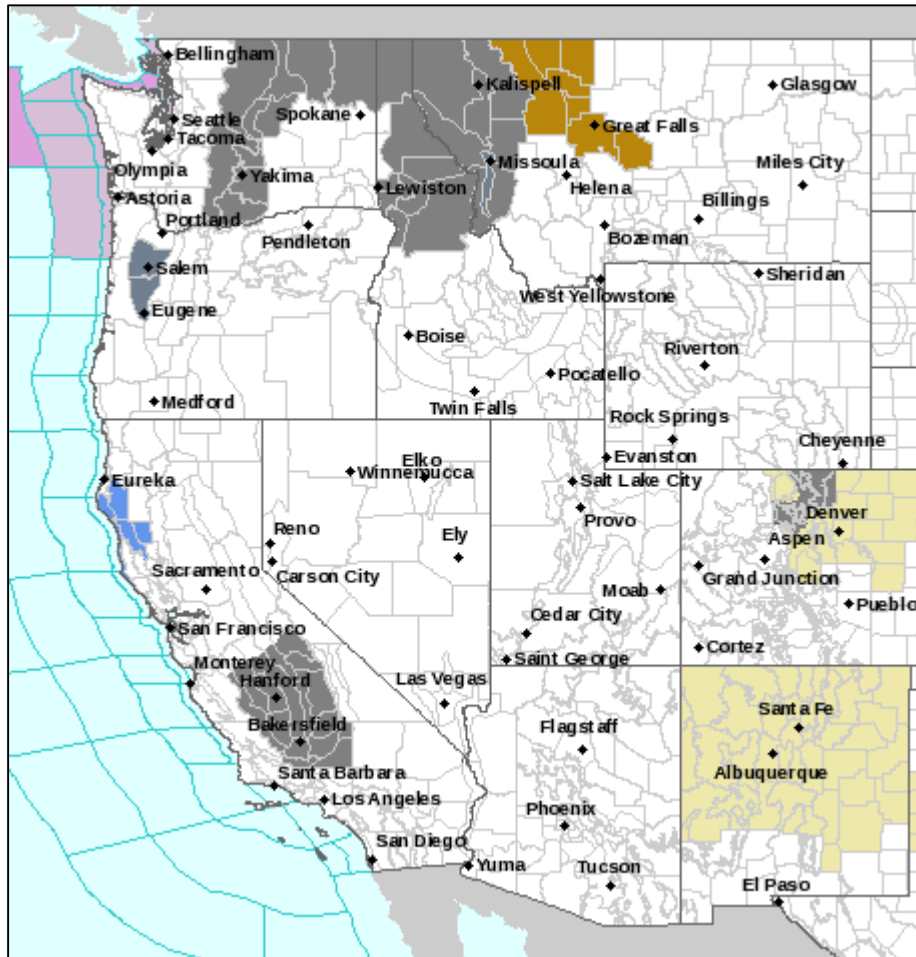 Bellingham
Kalispell
Glasgow
Spokane
Seattle
Tacoma
Great Falls
Olympia
Missoula
Miles City
Yakima
Helena
Lewiston
Astoria
Billings
Portland
Pendleton
Bozeman
Salem
Sheridan
West Yellowstone
Eugene
Boise
Riverton
Pocatello
Medford
Twin Falls
Rock Springs
Cheyenne
Elko
Evanston
Winnemucca
Eureka
Salt Lake City
Provo
Denver
Reno
Ely
Aspen
Sacramento
Carson City
Grand Junction
Moab
Pueblo
Cedar City
San Francisco
Cortez
Saint George
Monterey
Hanford
Las Vegas
Santa Fe
Bakersfield
Flagstaff
Albuquerque
Santa Barbara
Los Angeles
Phoenix
San Diego
Yuma
Tucson
El Paso